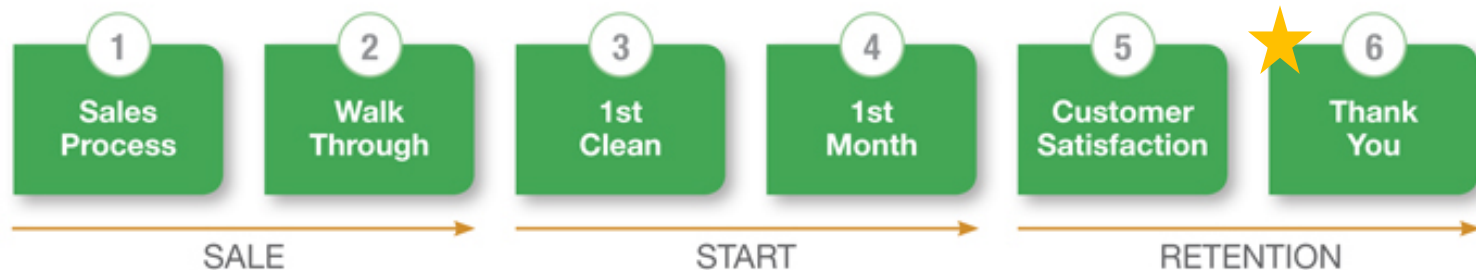 1
Sales
Process
2
Walk
Through
3
1st
Clean
4
1st
Month
5
Customer
Satisfaction
6
Thank
You
SALE
START
RETENTION